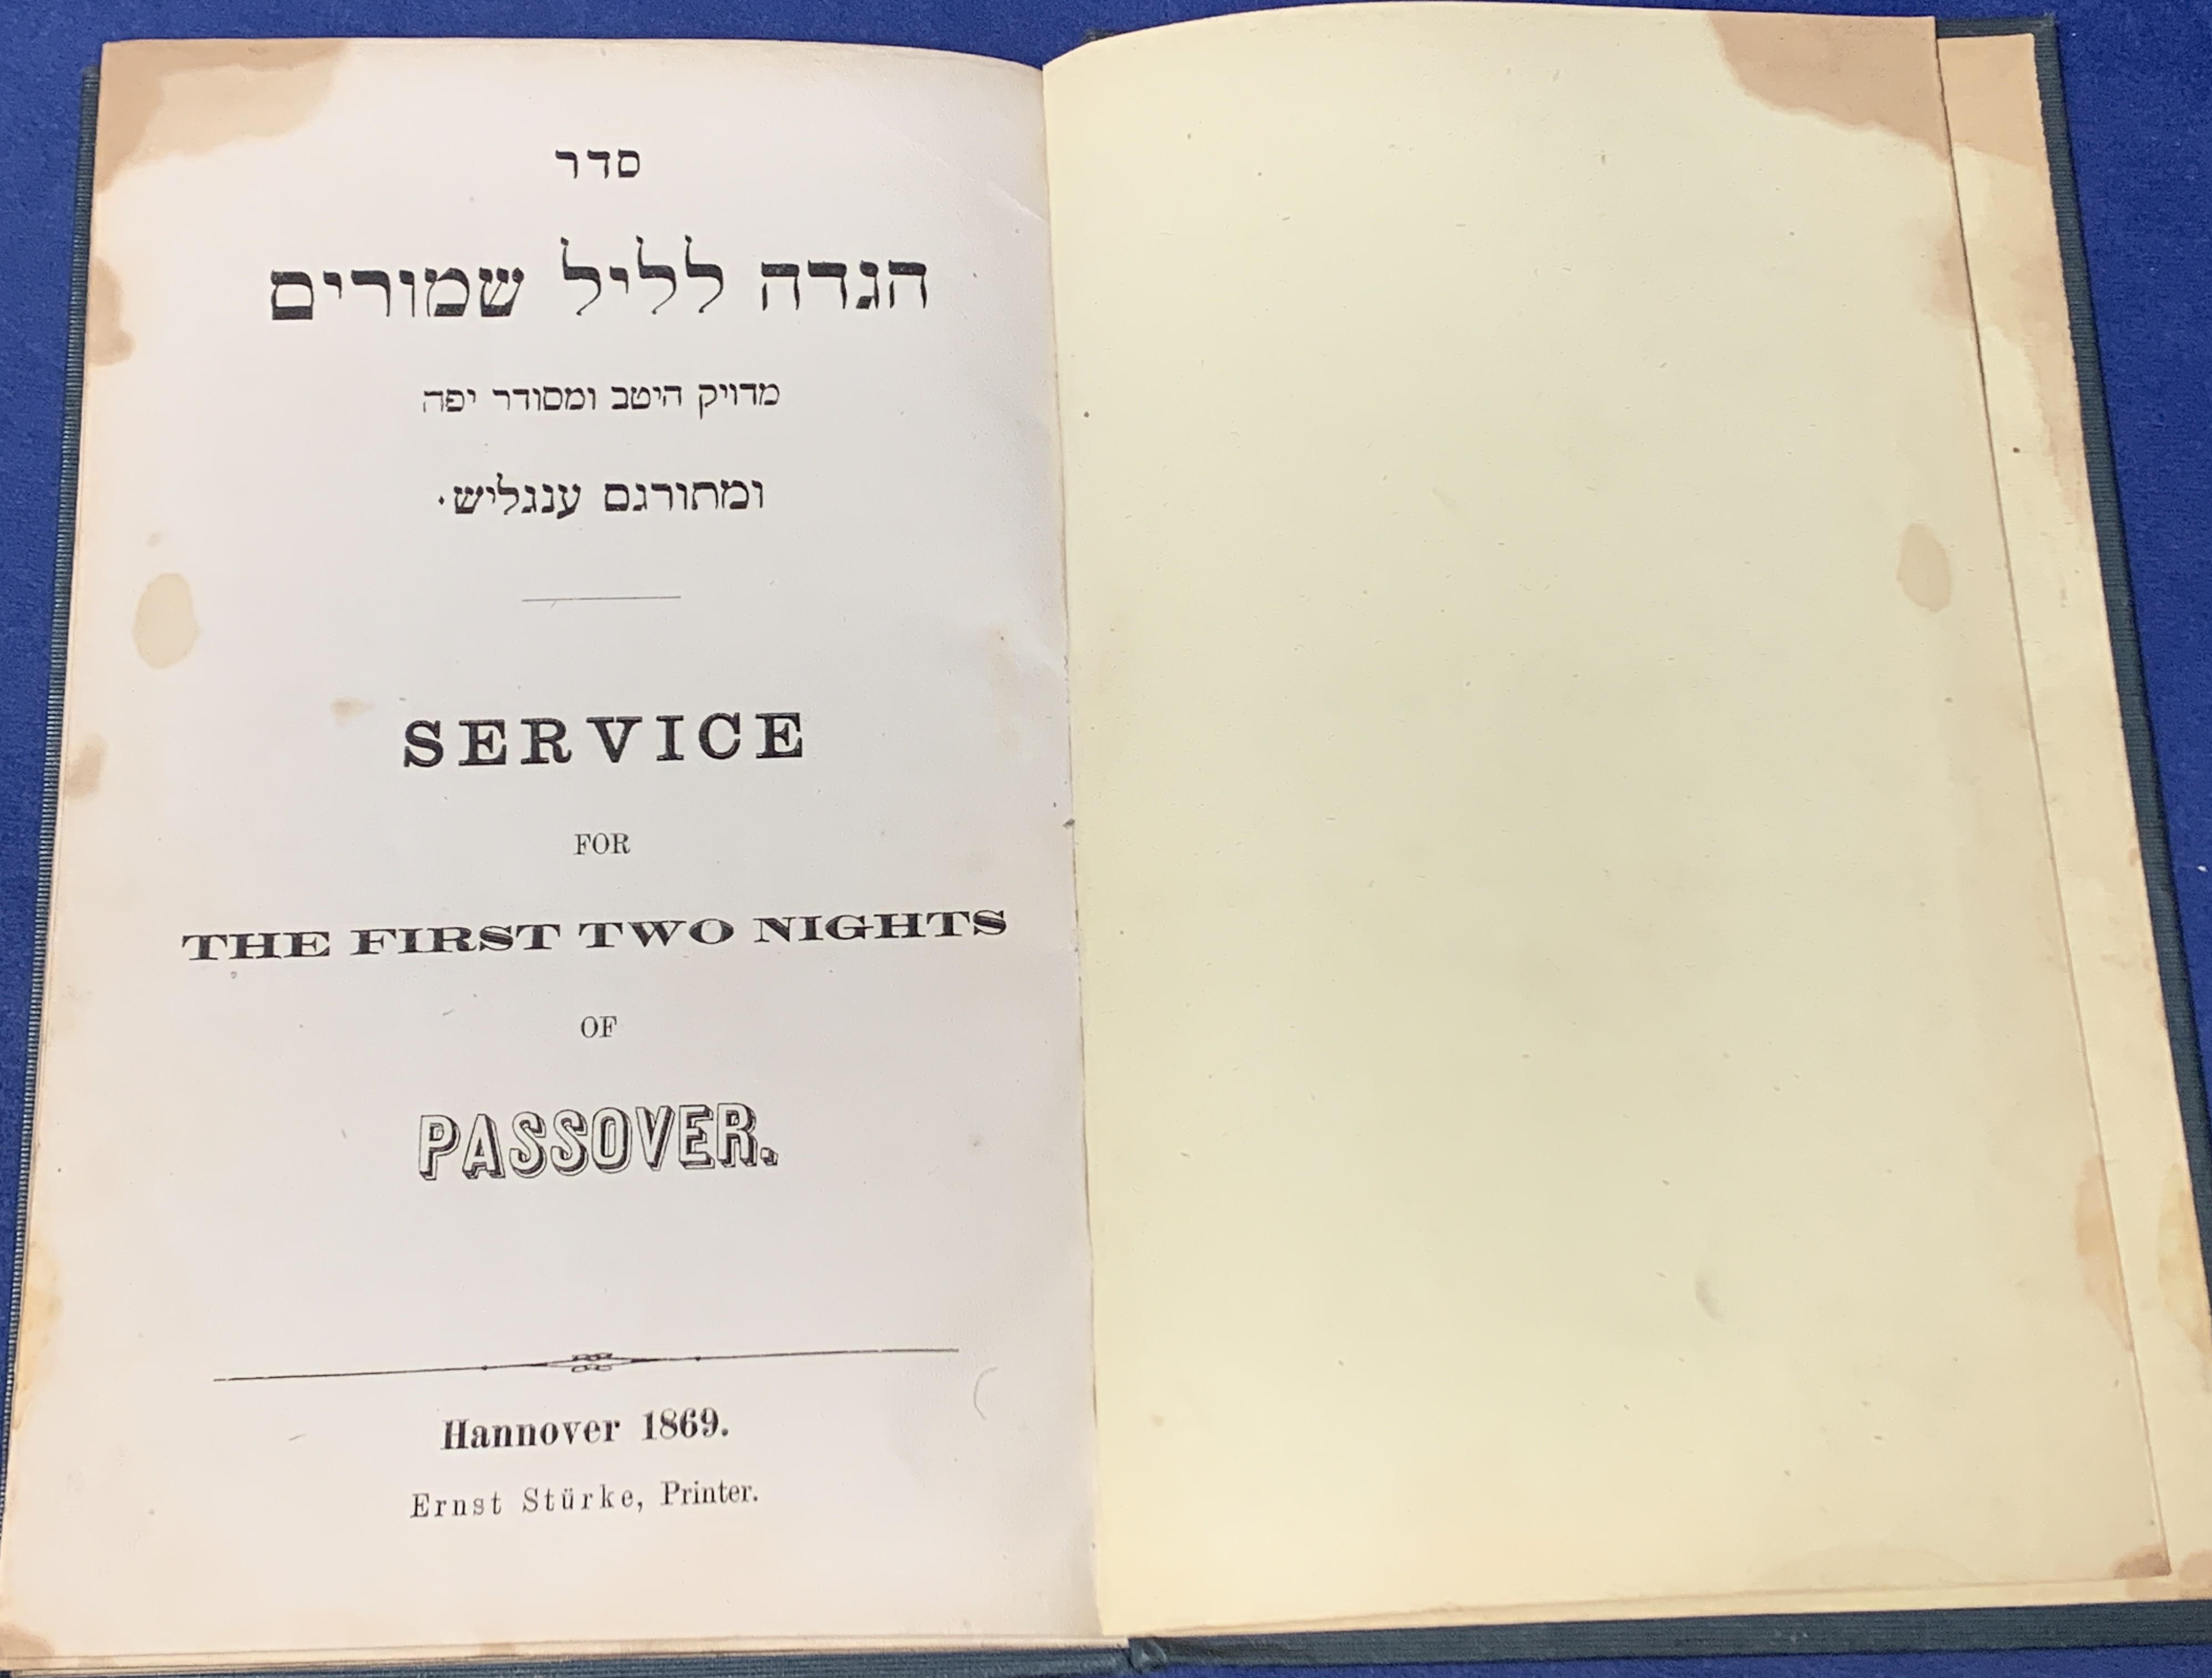 סדר
הגדה לליל שמורים
מדויק היטב ומסודר יפה
ומתורגם ענגליש.
SERVICE
FOR
THE FIRST TWO NIGHTS
OF
PASSOVER.
Hannover 1869.
Ernst Stürke, Printer.